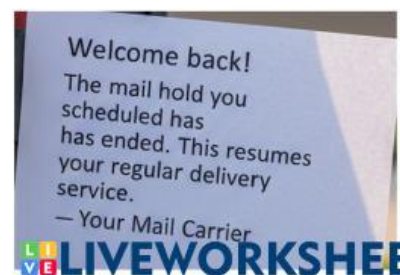 Welcome back!
The mail hold you
scheduled has
has ended. This resumes
your regular delivery
service.
— Your Mail Carrier
LIVE LIVEWORKSHEE